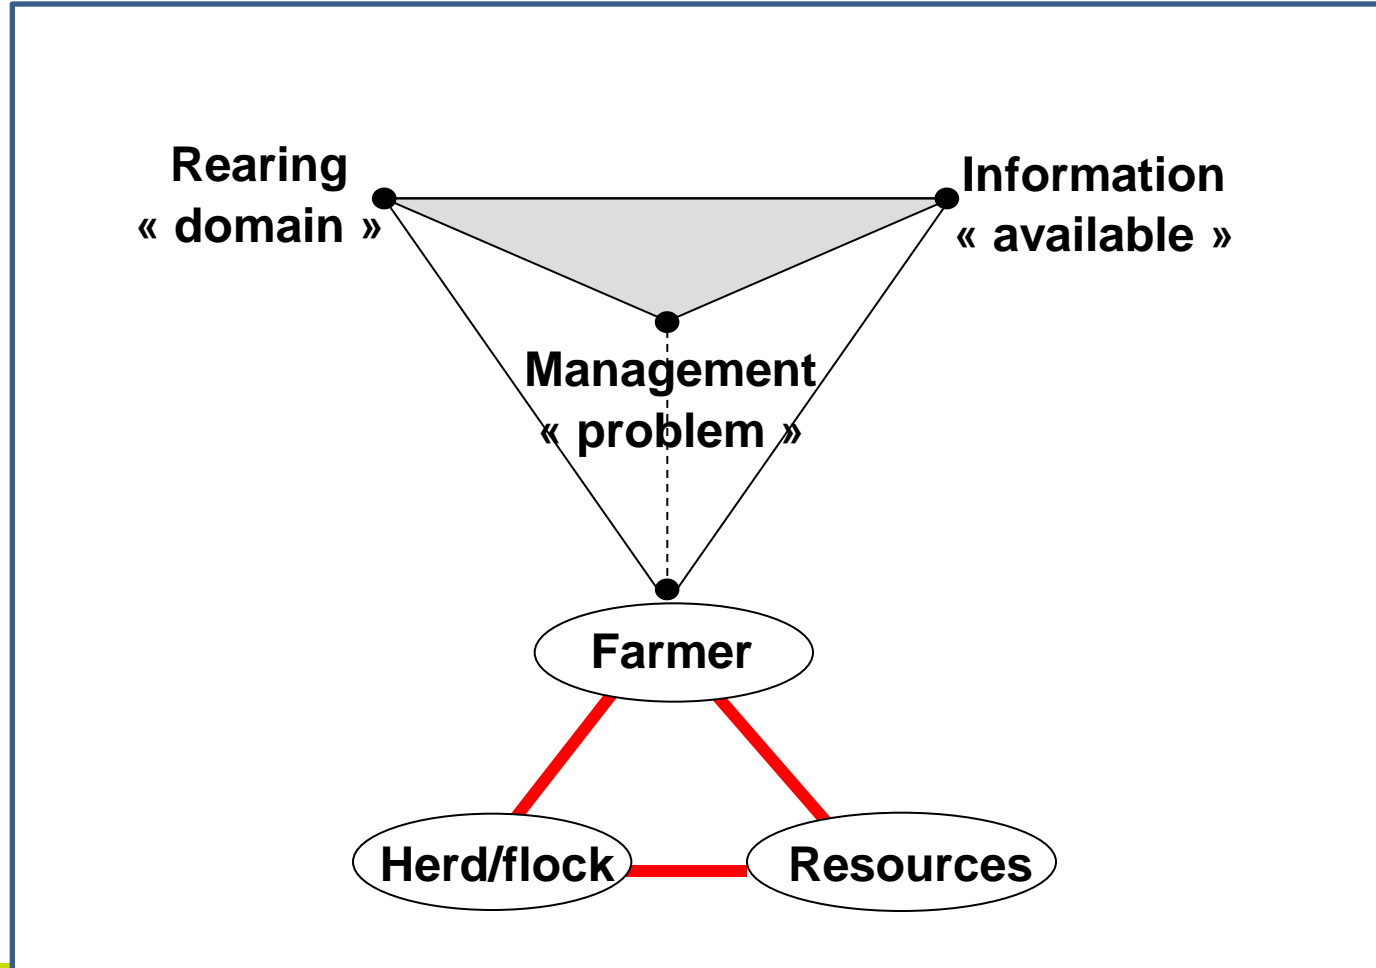 Rearing
« domain »
Information
« available »
Management
« problem »
Farmer
Herd/flock
Resources